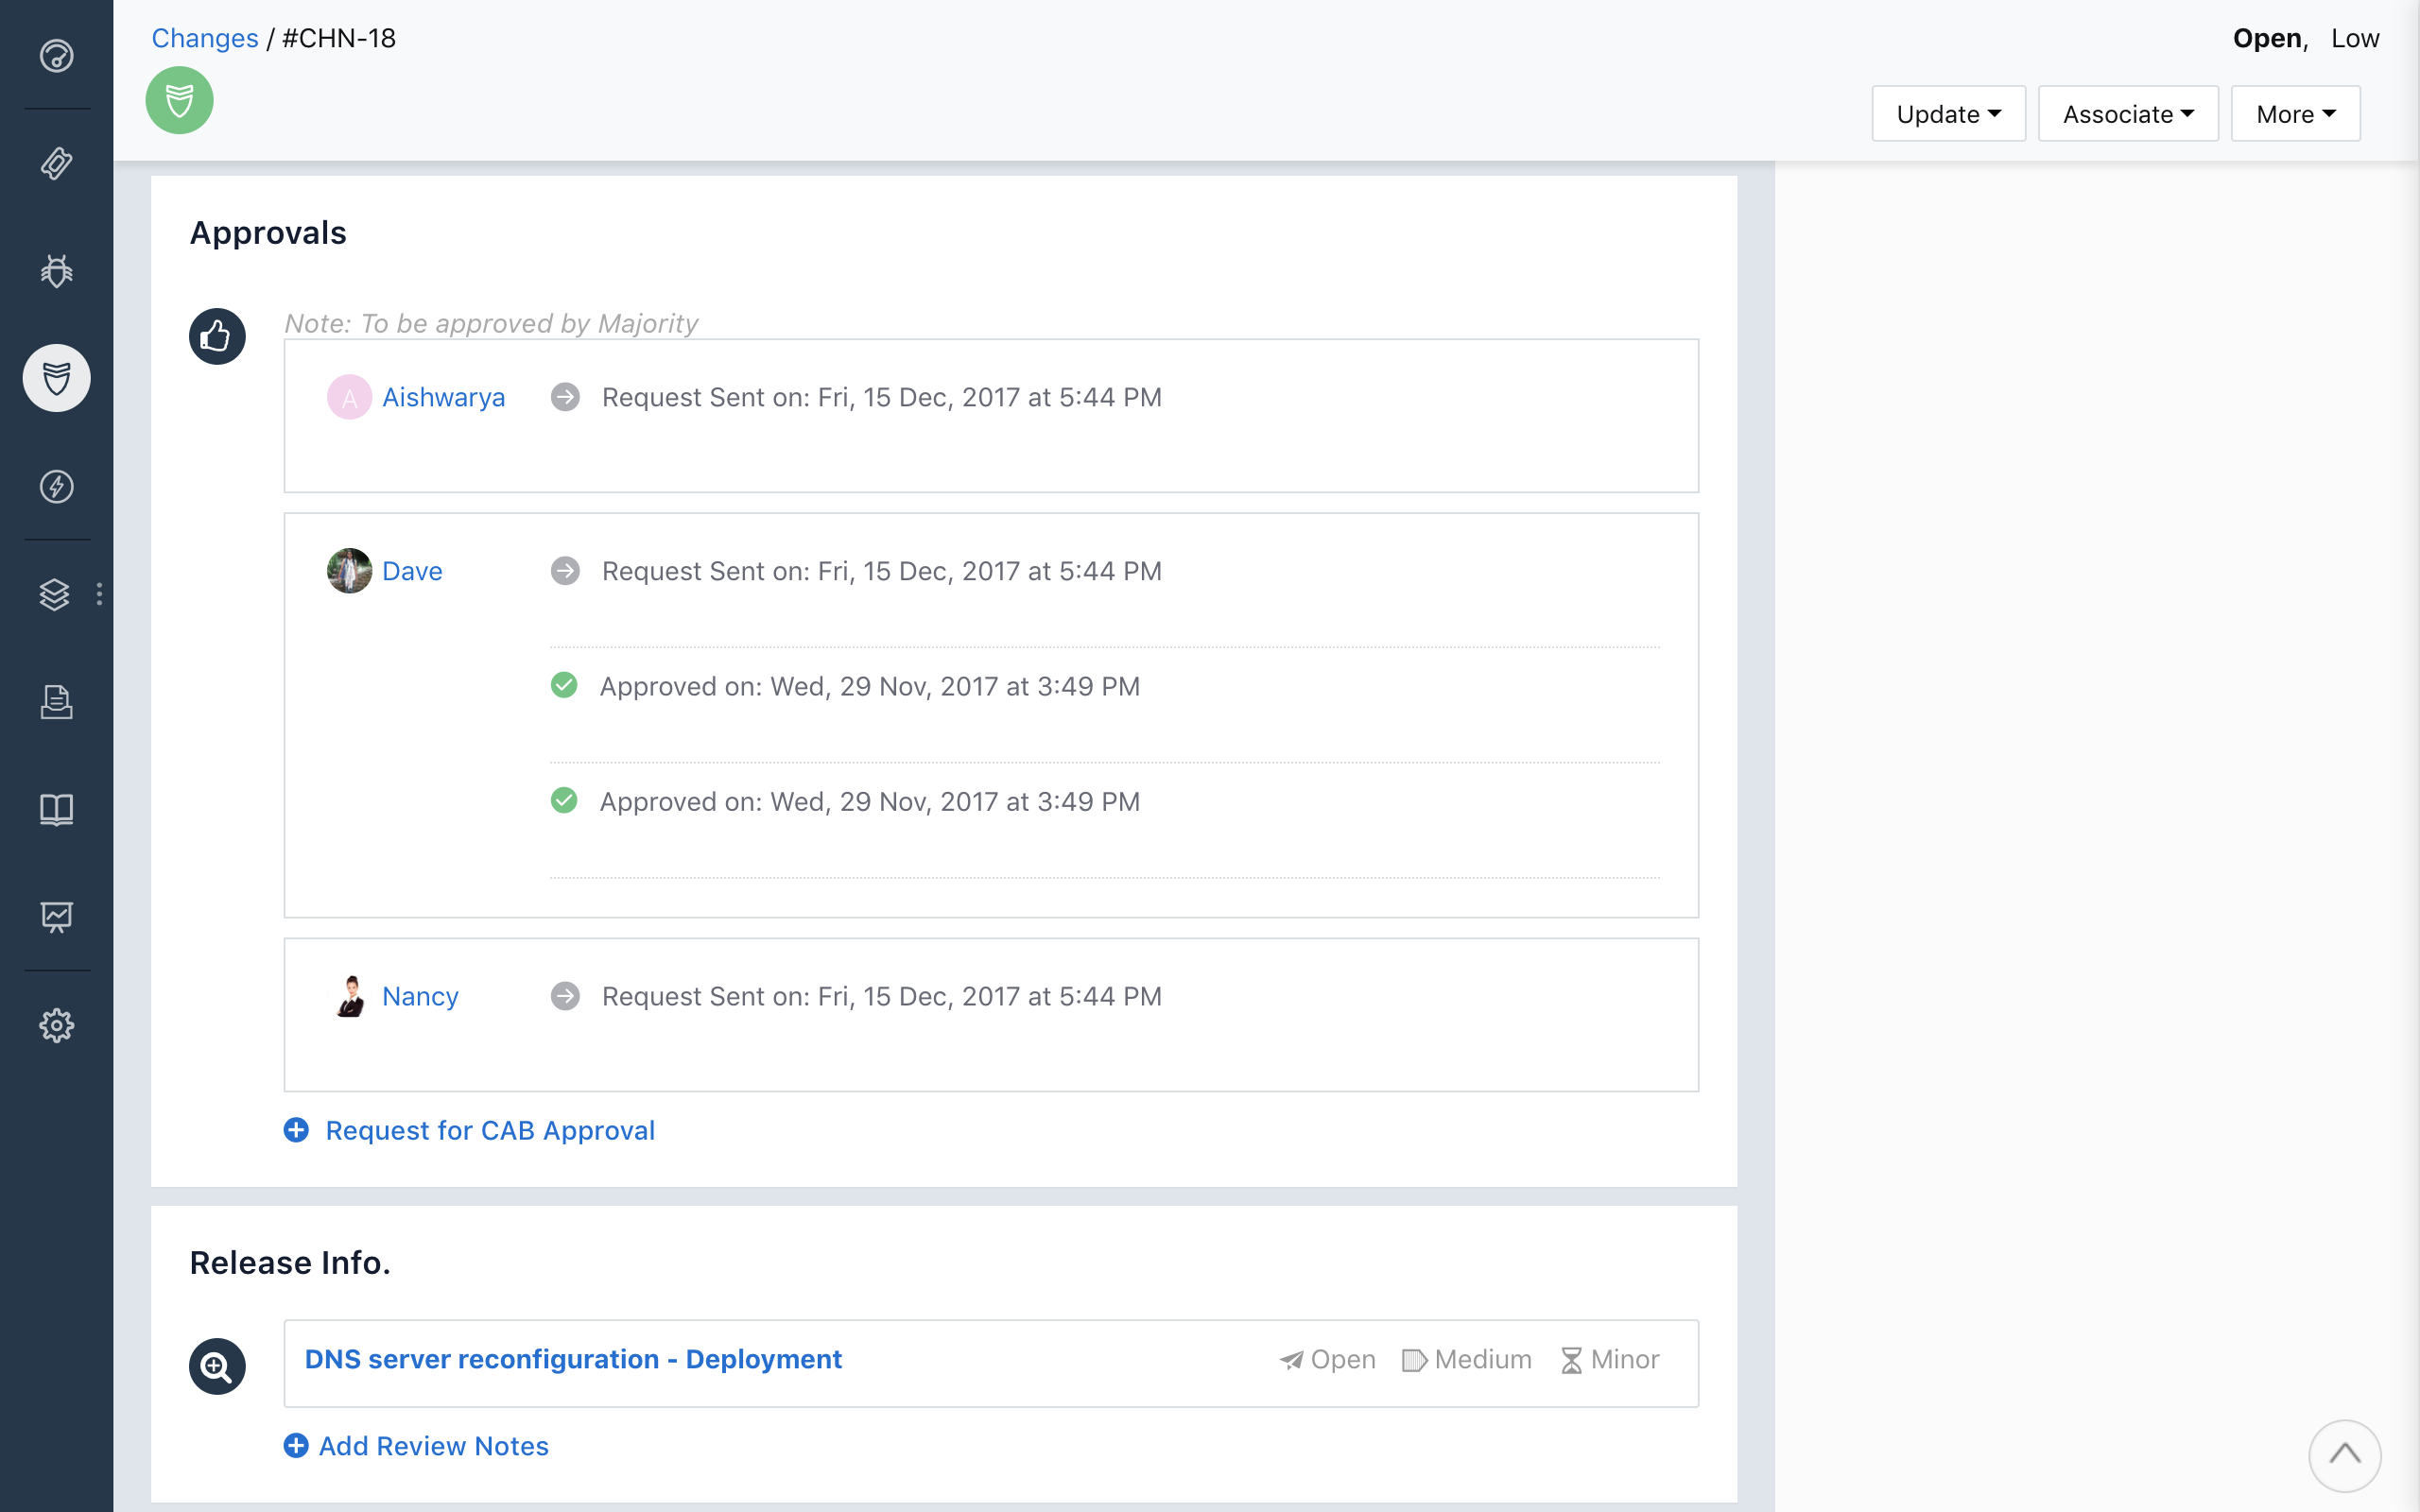 Changes / #CHN-18
Open, Low
Update
Associate
More
Approvals
Note: To be approved by Majority
A
Aishwarya
Request Sent on: Fri, 15 Dec, 2017 at 5:44 PM
Dave
Request Sent on: Fri, 15 Dec, 2017 at 5:44 PM
Approved on: Wed, 29 Nov, 2017 at 3:49 PM
Approved on: Wed, 29 Nov, 2017 at 3:49 PM
Nancy
Request Sent on: Fri, 15 Dec, 2017 at 5:44 PM
Request for CAB Approval
Release Info.
DNS server reconfiguration - Deployment
Open Medium Minor
Add Review Notes